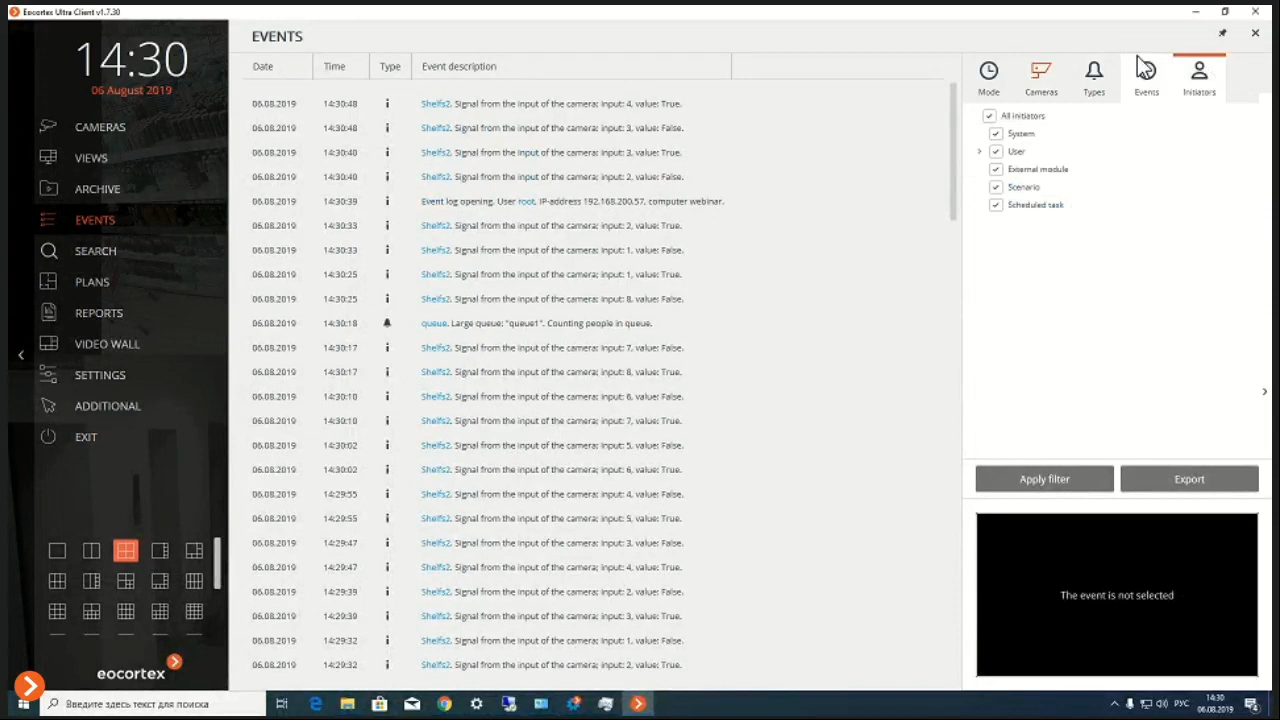 Eocortex Ultra Client v1.7.30
14:30
06 August 2019
CAMERAS
VIEWS
ARCHIVE
EVENTS
SEARCH
PLANS
REPORTS
VIDEO WALL
SETTINGS
ADDITIONAL
EXIT
eocortex
EVENTS
Date Time Type Event description
06.08.2019 14:30:48 Shelfs2. Signal from the input of the camera; input: 4, value: True.
06.08.2019 14:30:48 Shelfs2. Signal from the input of the camera; input: 3, value: False.
06.08.2019 14:30:40 Shelfs2. Signal from the input of the camera; input: 3, value: True.
06.08.2019 14:30:40 Shelfs2. Signal from the input of the camera; input: 2, value: False.
06.08.2019 14:30:39 Event log opening. User root, IP-address 192.168.200.57, computer webinar.
06.08.2019 14:30:33 Shelfs2. Signal from the input of the camera; input: 2, value: True.
06.08.2019 14:30:33 Shelfs2. Signal from the input of the camera; input: 1, value: False.
06.08.2019 14:30:25 Shelfs2. Signal from the input of the camera; input: 1, value: True.
06.08.2019 14:30:25 Shelfs2. Signal from the input of the camera; input: 8, value: False.
06.08.2019 14:30:18 queue. Large queue: "queue1". Counting people in queue.
06.08.2019 14:30:17 Shelfs2. Signal from the input of the camera; input: 7, value: False.
06.08.2019 14:30:17 Shelfs2. Signal from the input of the camera; input: 8, value: True.
06.08.2019 14:30:10 Shelfs2. Signal from the input of the camera; input: 6, value: False.
06.08.2019 14:30:10 Shelfs2. Signal from the input of the camera; input: 7, value: True.
06.08.2019 14:30:02 Shelfs2. Signal from the input of the camera; input: 5, value: False.
06.08.2019 14:30:02 Shelfs2. Signal from the input of the camera; input: 6, value: True.
06.08.2019 14:29:55 Shelfs2. Signal from the input of the camera; input: 4, value: False.
06.08.2019 14:29:55 Shelfs2. Signal from the input of the camera; input: 5, value: True.
06.08.2019 14:29:47 Shelfs2. Signal from the input of the camera; input: 3, value: False.
06.08.2019 14:29:47 Shelfs2. Signal from the input of the camera; input: 4, value: True.
06.08.2019 14:29:39 Shelfs2. Signal from the input of the camera; input: 2, value: False.
06.08.2019 14:29:39 Shelfs2. Signal from the input of the camera; input: 3, value: True.
06.08.2019 14:29:32 Shelfs2. Signal from the input of the camera; input: 1, value: False.
06.08.2019 14:29:32 Shelfs2. Signal from the input of the camera; input: 2, value: True.
Mode Cameras Types Events Initiators
All initiators
System
User
External module
Scenario
Scheduled task
Apply filter Export
The event is not selected
Введите здесь текст для поиска
РУС
14:30
06.08.2019